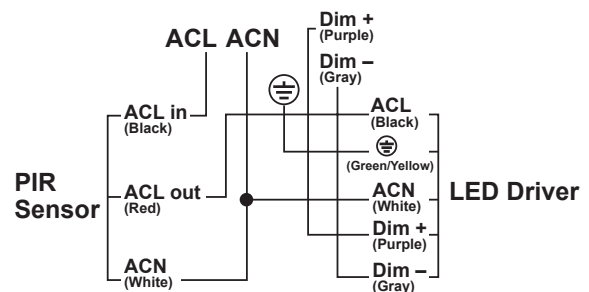 Dim +
(Purple)
ACL ACN
Dim –
(Gray)
ACL in
(Black)
ACL
(Black)
(Green/Yellow)
PIR
Sensor
ACL out
(Red)
ACN
(White)
LED Driver
Dim +
(Purple)
ACN
(White)
Dim –
(Gray)